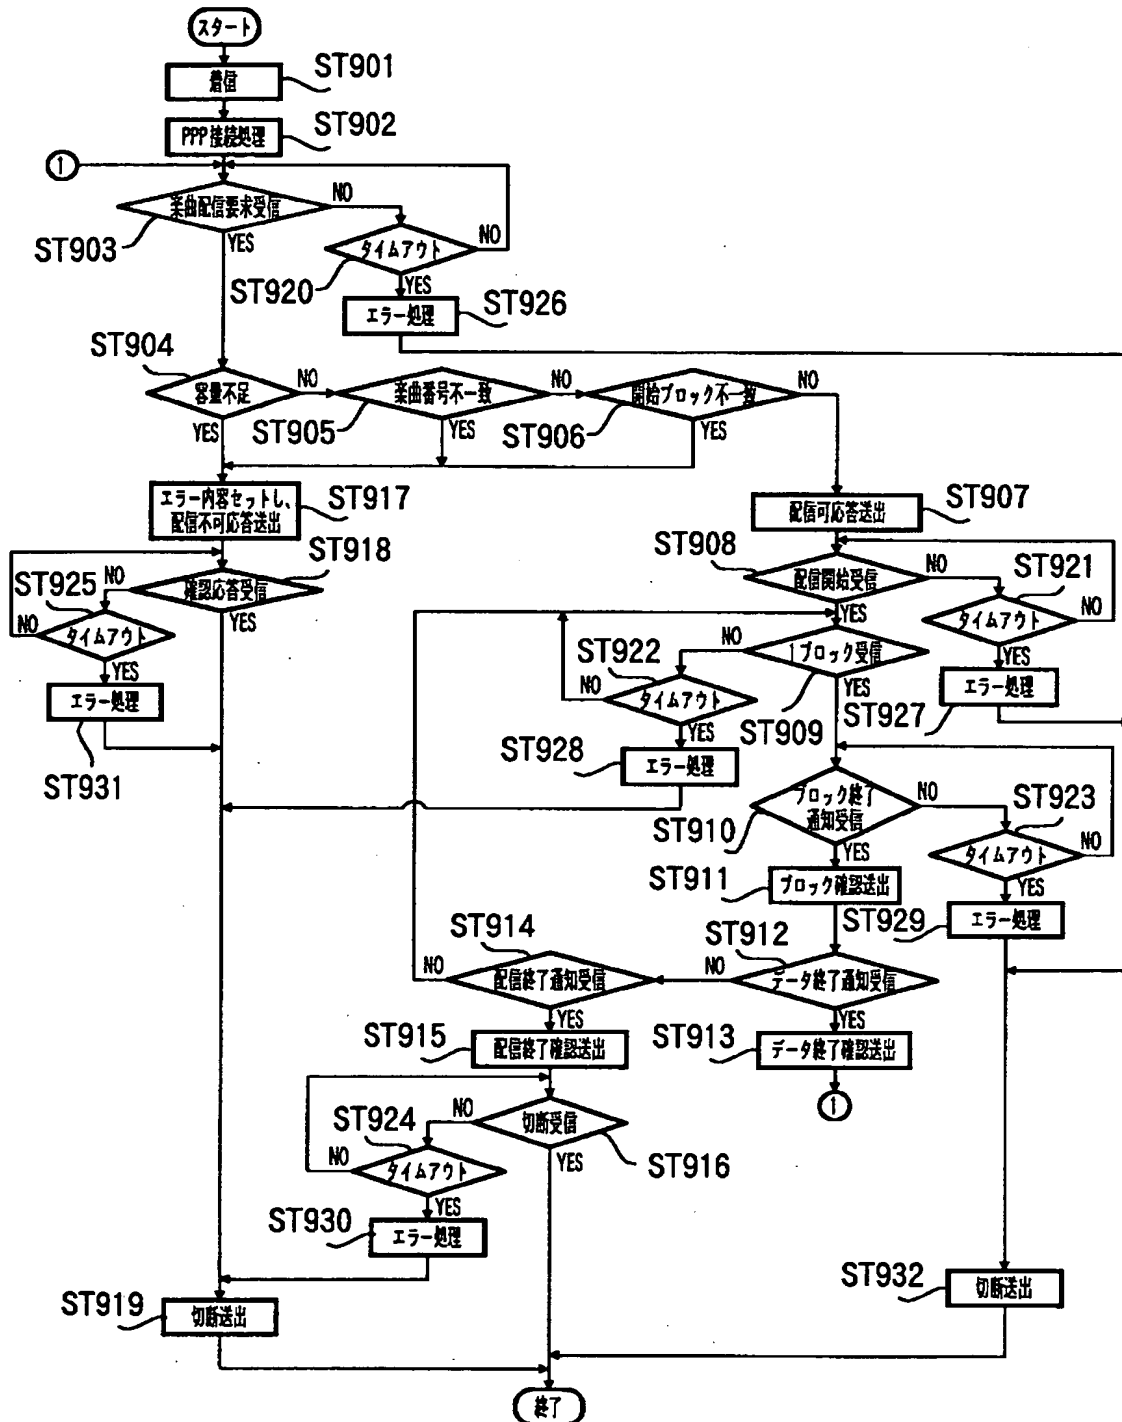 スタート
着信
ST901
PPP接続処理
ST902
①
楽曲配信要求受信
NO
YES
ST903
タイムアウト
NO
YES
ST920
エラー処理
ST926
ST904
容量不足
NO
YES
楽曲番号不一致
NO
YES
ST905
開始ブロック不一致
NO
YES
ST906
エラー内容セットし、
配信不可応答送出
ST917
配信可応答送出
ST907
ST918
確認応答受信
NO
YES
ST925
タイムアウト
NO
YES
エラー処理
ST931
ST908
配信開始受信
NO
YES
ST921
タイムアウト
NO
YES
エラー処理
ST927
1ブロック受信
NO
YES
ST909
ST922
タイムアウト
NO
YES
ST928
エラー処理
ブロック終了
通知受信
NO
YES
ST910
ST923
タイムアウト
NO
YES
ST911
ブロック確認送出
ST929
エラー処理
ST912
データ終了通知受信
NO
YES
ST914
配信終了通知受信
NO
YES
ST915
配信終了確認送出
ST913
データ終了確認送出
①
切断受信
NO
YES
ST916
ST924
タイムアウト
NO
YES
ST930
エラー処理
ST919
切断送出
ST932
切断送出
終了